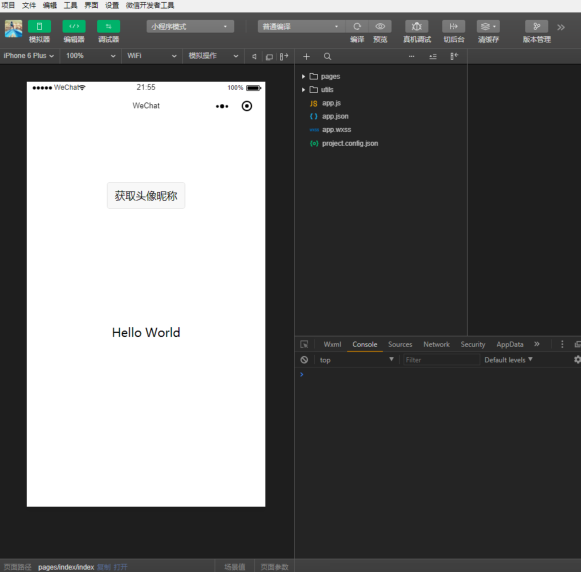 项目 文件 编辑 工具 界面 设置 微信开发者工具
模拟器 编辑器 调试器 小程序模式 普通编译 编译 预览 真机调试 切后台 清缓存 版本管理
iPhone 6 Plus 100% WiFi 模拟操作
WeChat 21:55 100%
WeChat
获取头像昵称
Hello World
pages
utils
JS app.js
{ } app.json
app.wxss
{o} project.config.json
Wxml Console Sources Network Security AppData
top Filter Default levels
页面路径 pages/index/index 复制 打开 场景值 页面参数